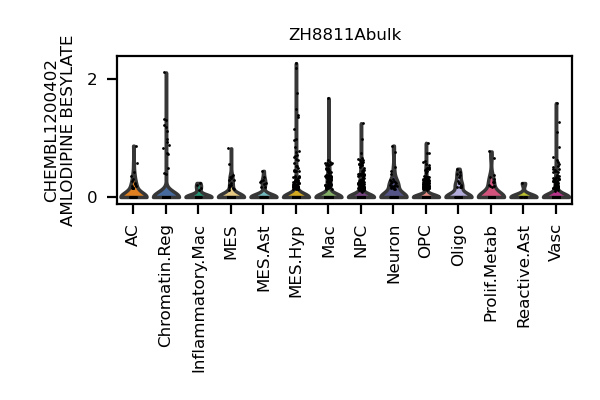 ZH8811Abulk
CHEMBL1200402
AMLODIPINE BESYLATE
2
0
AC
Chromatin.Reg
Inflammatory.Mac
MES
MES.Ast
MES.Hyp
Mac
NPC
Neuron
OPC
Oligo
Prolif.Metab
Reactive.Ast
Vasc